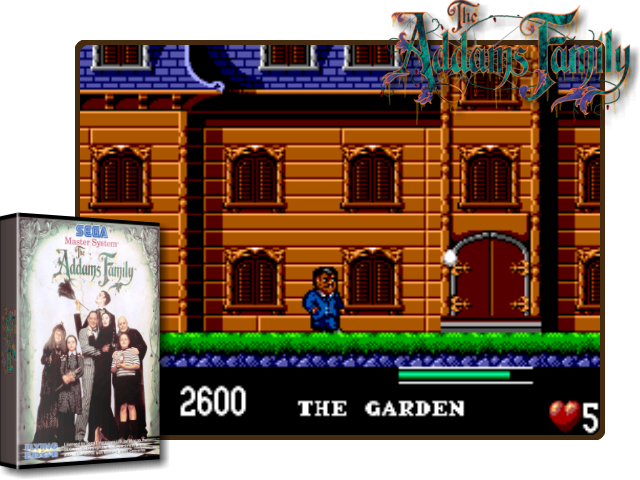 The
Addams Family
SEGA
Master System
The
Addams Family
2600
THE GARDEN
5